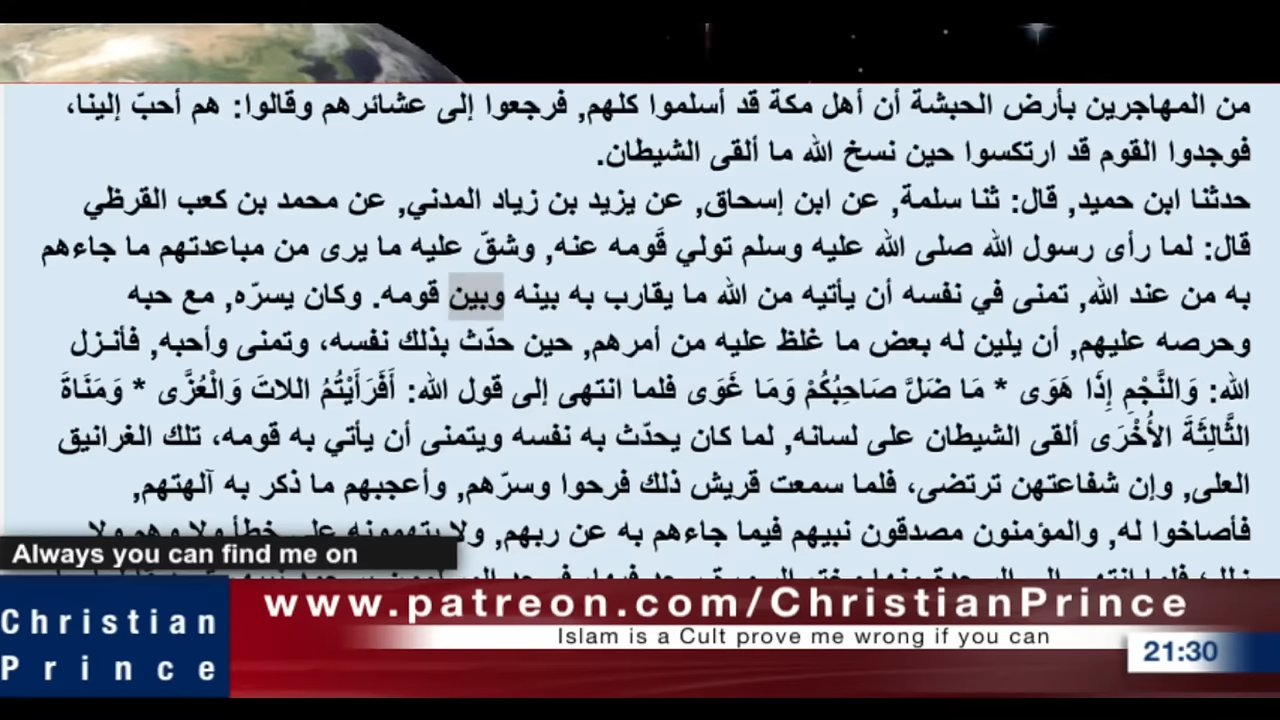 من المهاجرين بأرض الحبشة أن أهل مكة قد أسلموا كلهم, فرجعوا إلى عشائرهم وقالوا: هم أحبّ إلينا،
فوجدوا القوم قد ارتكسوا حين نسخ الله ما ألقى الشيطان.
حدثنا ابن حميد, قال: ثنا سلمة, عن ابن إسحاق, عن يزيد بن زياد المدني, عن محمد بن كعب القرظي
قال: لما رأى رسول الله صلى الله عليه وسلم تولي قَومه عنه, وشقّ عليه ما يرى من مباعدتهم ما جاءهم
به من عند الله, تمنى في نفسه أن يأتيه من الله ما يقارب به بينه وبين قومه. وكان يسرّه, مع حبه
وحرصه عليهم, أن يلين له بعض ما غلظ عليه من أمرهم, حين حدّث بذلك نفسه، وتمنى وأحبه, فأنـزل
الله: وَالنَّجْمِ إِذَا هَوَى * مَا ضَلَّ صَاحِبُكُمْ وَمَا غَوَى فلما انتهى إلى قول الله: أَفَرَأَيْتُمُ اللاتَ وَالْعُزَّى * وَمَنَاةَ
الثَّالِثَةَ الأُخْرَى ألقى الشيطان على لسانه, لما كان يحدّث به نفسه ويتمنى أن يأتي به قومه، تلك الغرانيق
العلى, وإن شفاعتهن ترتضى، فلما سمعت قريش ذلك فرحوا وسرّهم, وأعجبهم ما ذكر به آلهتهم,
فأصاخوا له, والمؤمنون مصدقون نبيهم فيما جاءهم به عن ربهم, ولا يتهمونه على خطأ ولا وهم ولا
Always you can find me on
www.patreon.com/ChristianPrince
Islam is a Cult prove me wrong if you can
Christian
Prince
21:30